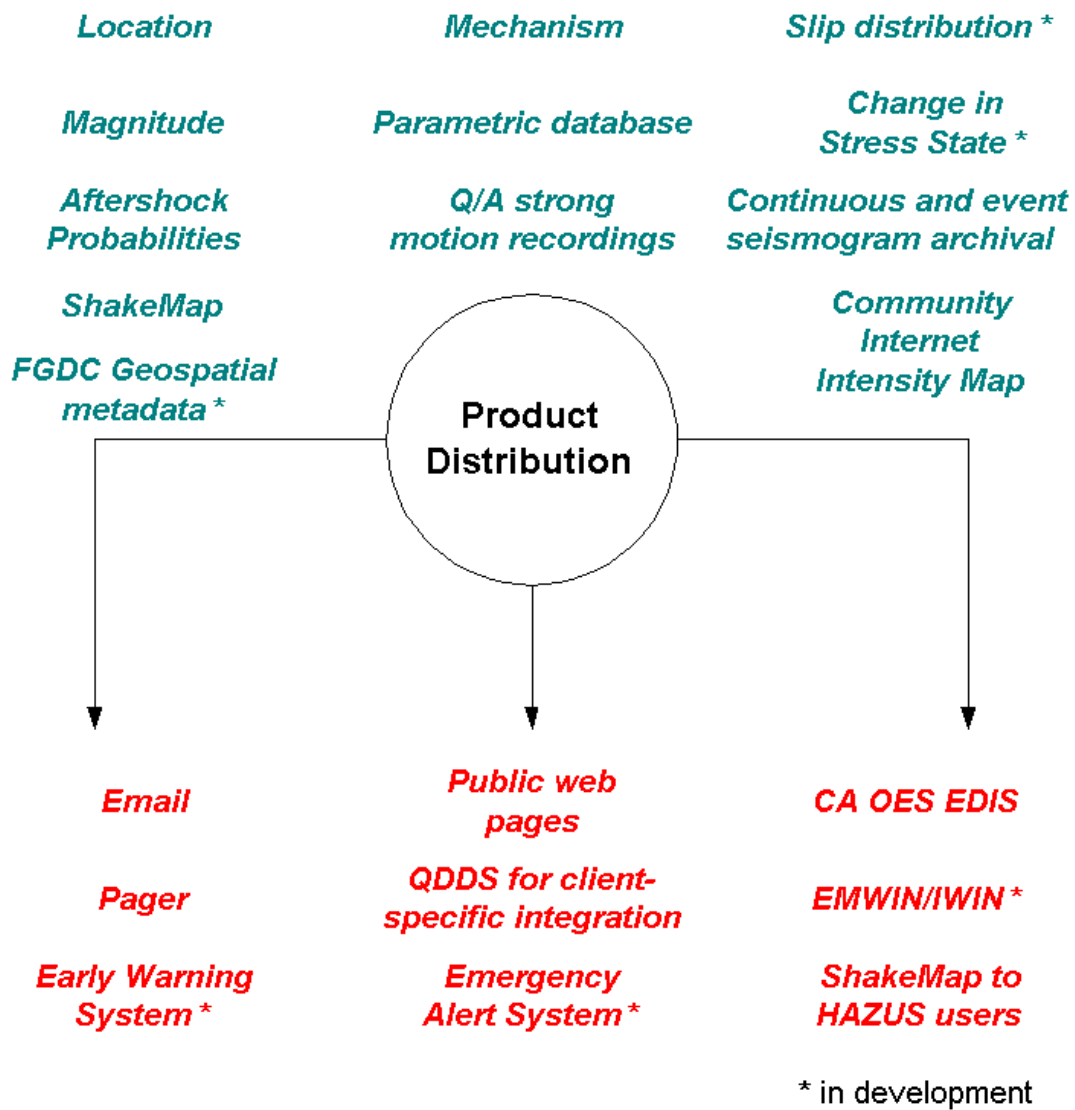 Location
Mechanism
Slip distribution *
Magnitude
Parametric database
Change in
Stress State *
Aftershock
Probabilities
Q/A strong
motion recordings
Continuous and event
seismogram archival
ShakeMap
Community
Internet
Intensity Map
FGDC Geospatial
metadata *
Product
Distribution
Email
Public web
pages
CA OES EDIS
Pager
QDDS for client-
specific integration
EMWIN/IWIN *
Early Warning
System *
Emergency
Alert System *
ShakeMap to
HAZUS users
* in development